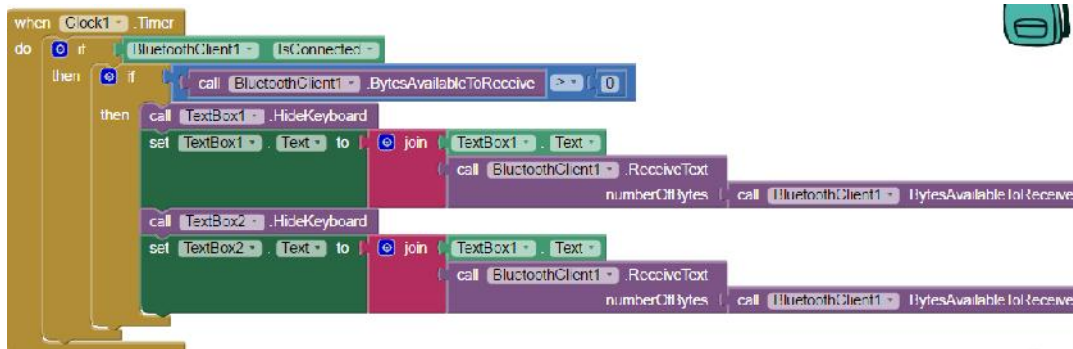 when Clock1 .Timer
do if BluetoothClient1 . IsConnected
then if call BluetoothClient1 .BytesAvailableToReceive > 0
then call TextBox1 .HideKeyboard
set TextBox1 . Text to join TextBox1 . Text
call BluetoothClient1 .ReceiveText
numberOfBytes call BluetoothClient1 .BytesAvailableToReceive
call TextBox2 .HideKeyboard
set TextBox2 . Text to join TextBox1 . Text
call BluetoothClient1 .ReceiveText
numberOfBytes call BluetoothClient1 .BytesAvailableToReceive